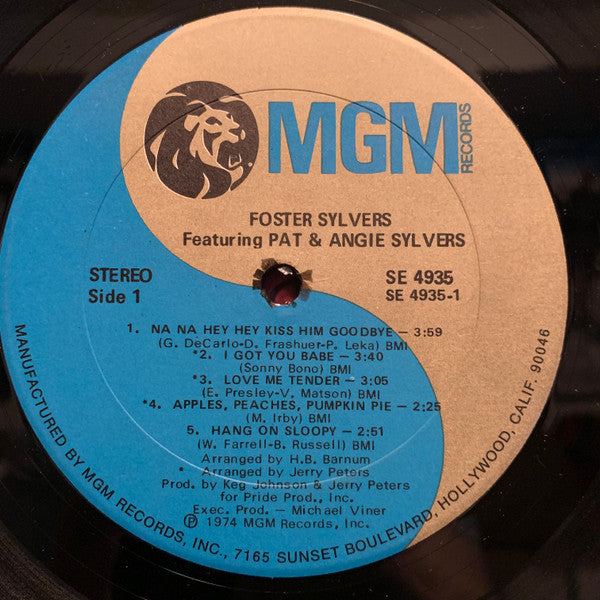 MGM
RECORDS
FOSTER SYLVERS
Featuring PAT & ANGIE SYLVERS
STEREO
Side 1
SE 4935
SE 4935-1
1. NA NA HEY HEY KISS HIM GOODBYE — 3:59
(G. DeCarlo-D. Frashuer-P. Leka) BMI
*2. I GOT YOU BABE — 3:40
(Sonny Bono) BMI
*3. LOVE ME TENDER — 3:05
(E. Presley-V. Matson) BMI
*4. APPLES, PEACHES, PUMPKIN PIE — 2:25
(M. Irby) BMI
5. HANG ON SLOOPY — 2:51
(W. Farrell-B. Russell) BMI
Arranged by H.B. Barnum
* Arranged by Jerry Peters
Prod. by Keg Johnson & Jerry Peters
for Pride Prod., Inc.
Exec. Prod. — Michael Viner
℗ 1974 MGM Records, Inc.
MANUFACTURED BY MGM RECORDS, INC., 7165 SUNSET BOULEVARD, HOLLYWOOD, CALIF. 90046